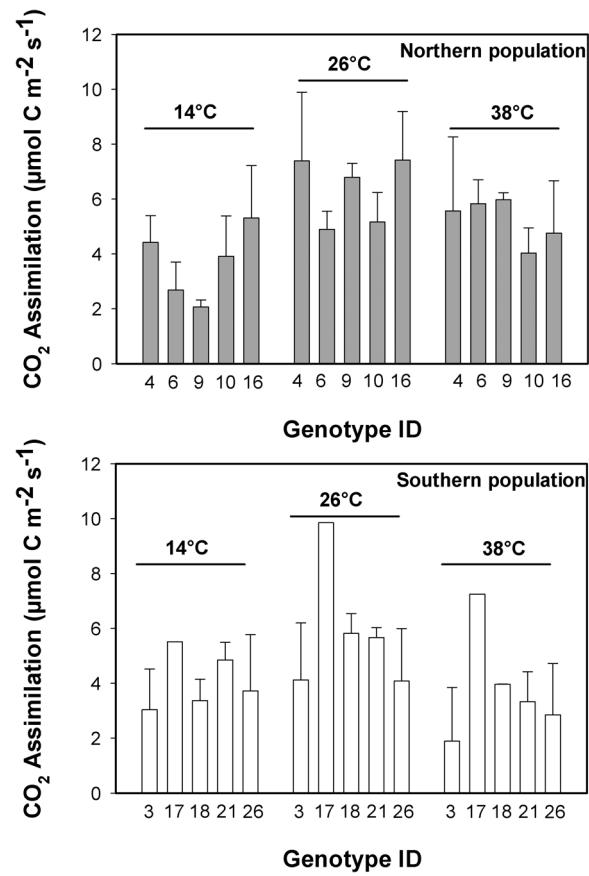 12
Northern population
26°C
10
14°C
38°C
8
6
4
2
0
CO2 Assimilation (µmol C m-2 s-1)
4 6 9 10 16 4 6 9 10 16 4 6 9 10 16
Genotype ID
12
Southern population
26°C
10
14°C
38°C
8
6
4
2
0
CO2 Assimilation (µmol C m-2 s-1)
3 17 18 21 26 3 17 18 21 26 3 17 18 21 26
Genotype ID